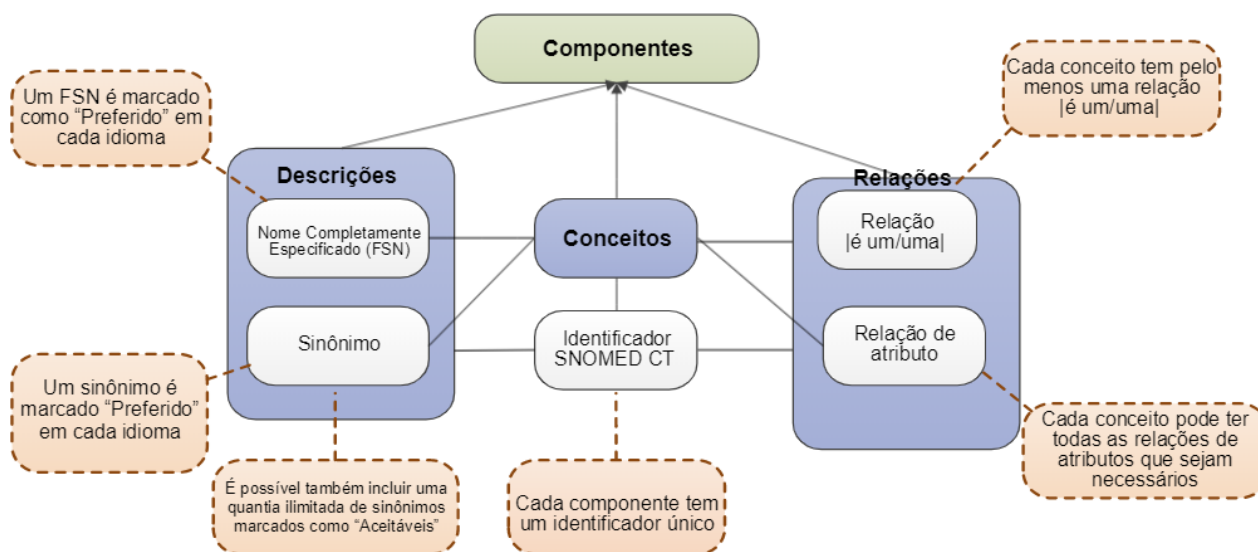 Componentes
Cada conceito tem pelo
menos uma relação
|é um/uma|
Um FSN é marcado
como “Preferido” em
cada idioma
Descrições
Relações
Nome Completamente
Especificado (FSN)
Conceitos
Relação
|é um/uma|
Sinônimo
Identificador
SNOMED CT
Relação de
atributo
Um sinônimo é
marcado “Preferido”
em cada idioma
Cada conceito pode ter
todas as relações de
atributos que sejam
necessários
É possível também incluir uma
quantia ilimitada de sinônimos
marcados como “Aceitáveis”
Cada componente tem
um identificador único